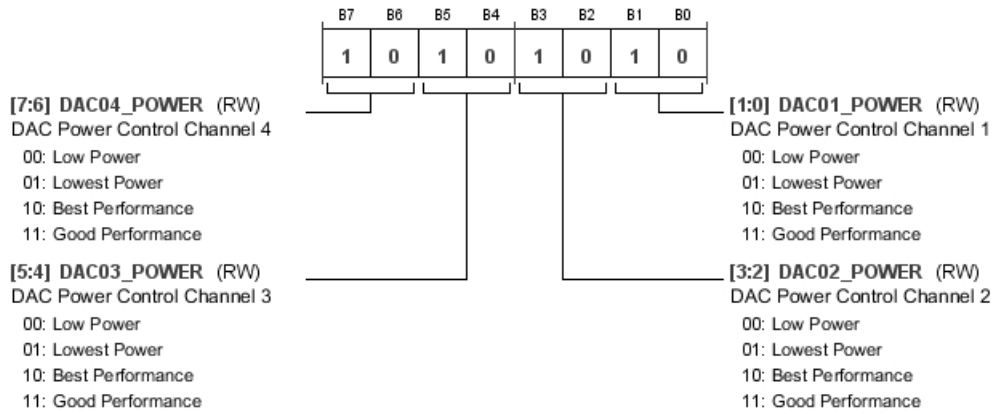 B7 B6 B5 B4 B3 B2 B1 B0
1 0 1 0 1 0 1 0
[7:6] DAC04_POWER (RW)
DAC Power Control Channel 4
00: Low Power
01: Lowest Power
10: Best Performance
11: Good Performance
[5:4] DAC03_POWER (RW)
DAC Power Control Channel 3
00: Low Power
01: Lowest Power
10: Best Performance
11: Good Performance
[1:0] DAC01_POWER (RW)
DAC Power Control Channel 1
00: Low Power
01: Lowest Power
10: Best Performance
11: Good Performance
[3:2] DAC02_POWER (RW)
DAC Power Control Channel 2
00: Low Power
01: Lowest Power
10: Best Performance
11: Good Performance